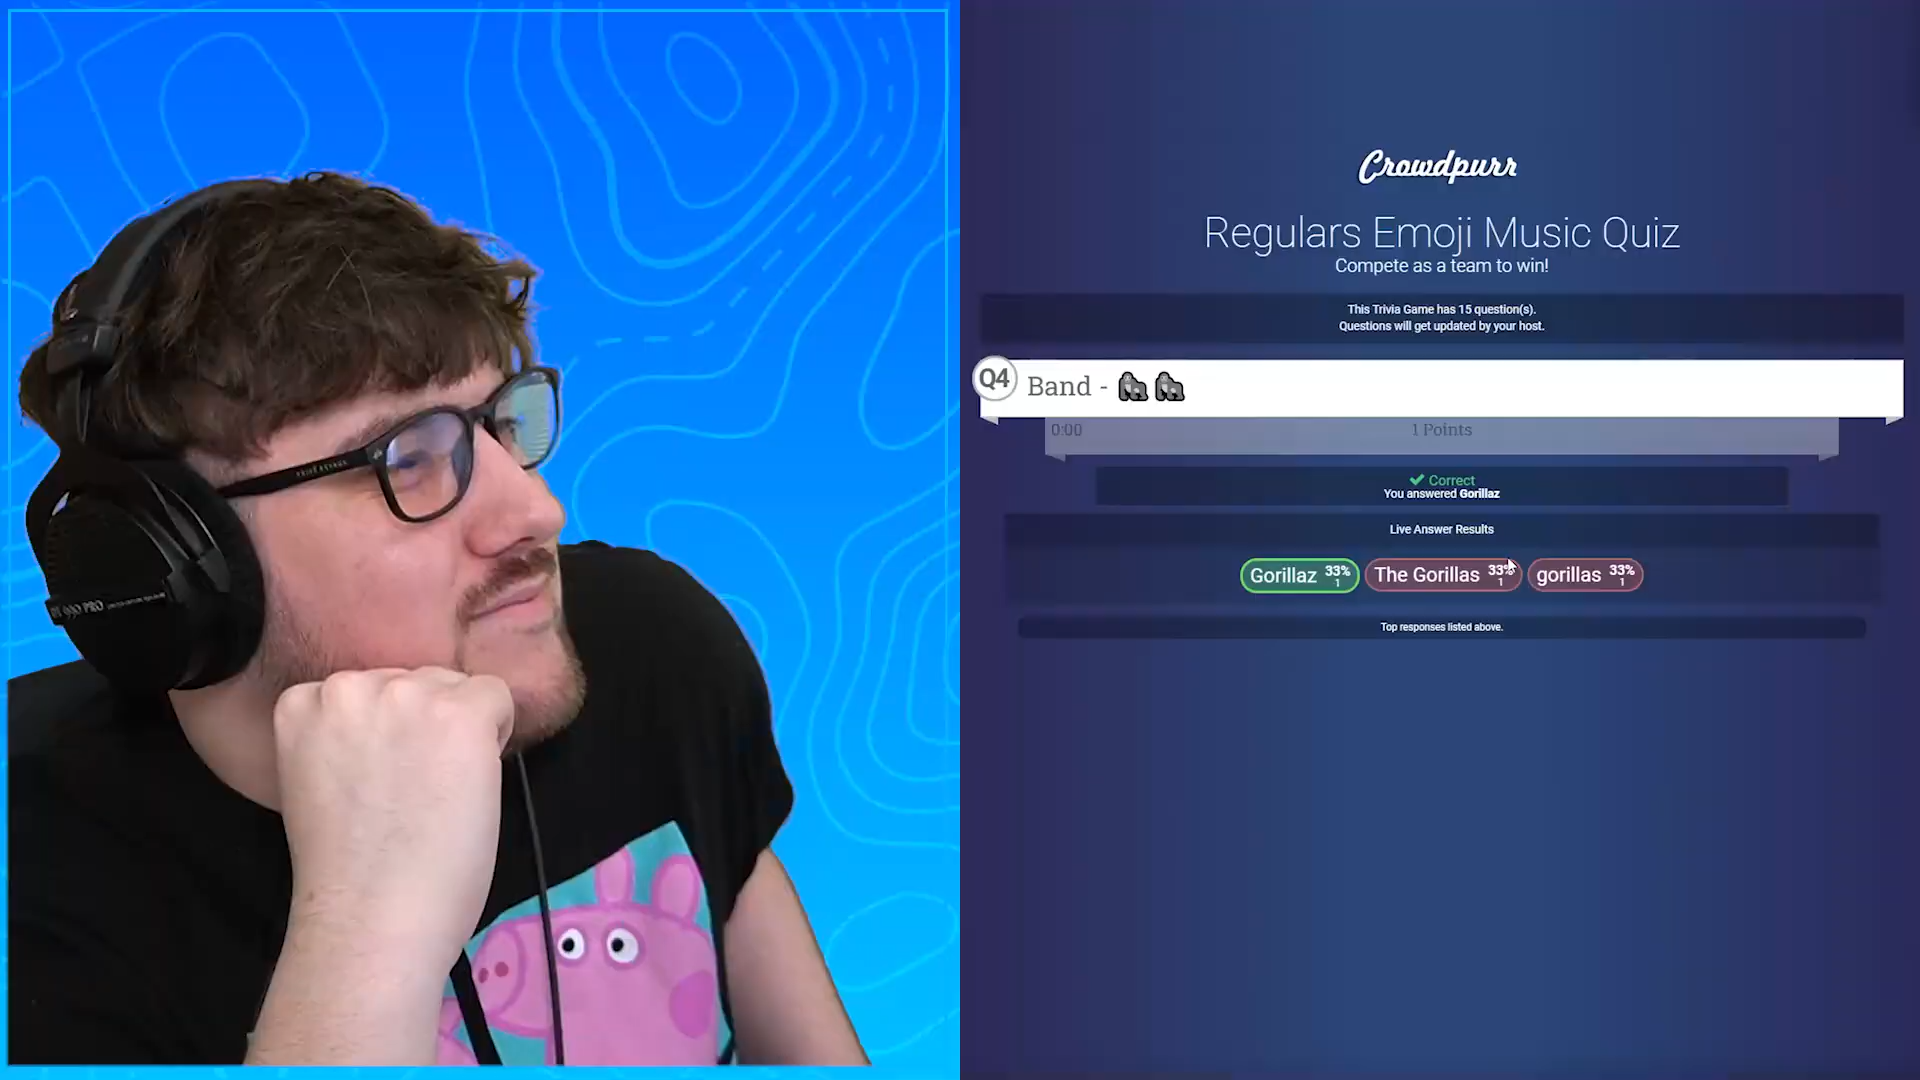 Crowdpurr
Regulars Emoji Music Quiz
Compete as a team to win!
This Trivia Game has 15 question(s).
Questions will get updated by your host.
Q4 Band - 🦍🦍
0:00 1 Points
✔ Correct
You answered Gorillaz
Live Answer Results
Gorillaz 33% 1
The Gorillas 33% 1
gorillas 33% 1
Top responses listed above.
PRO